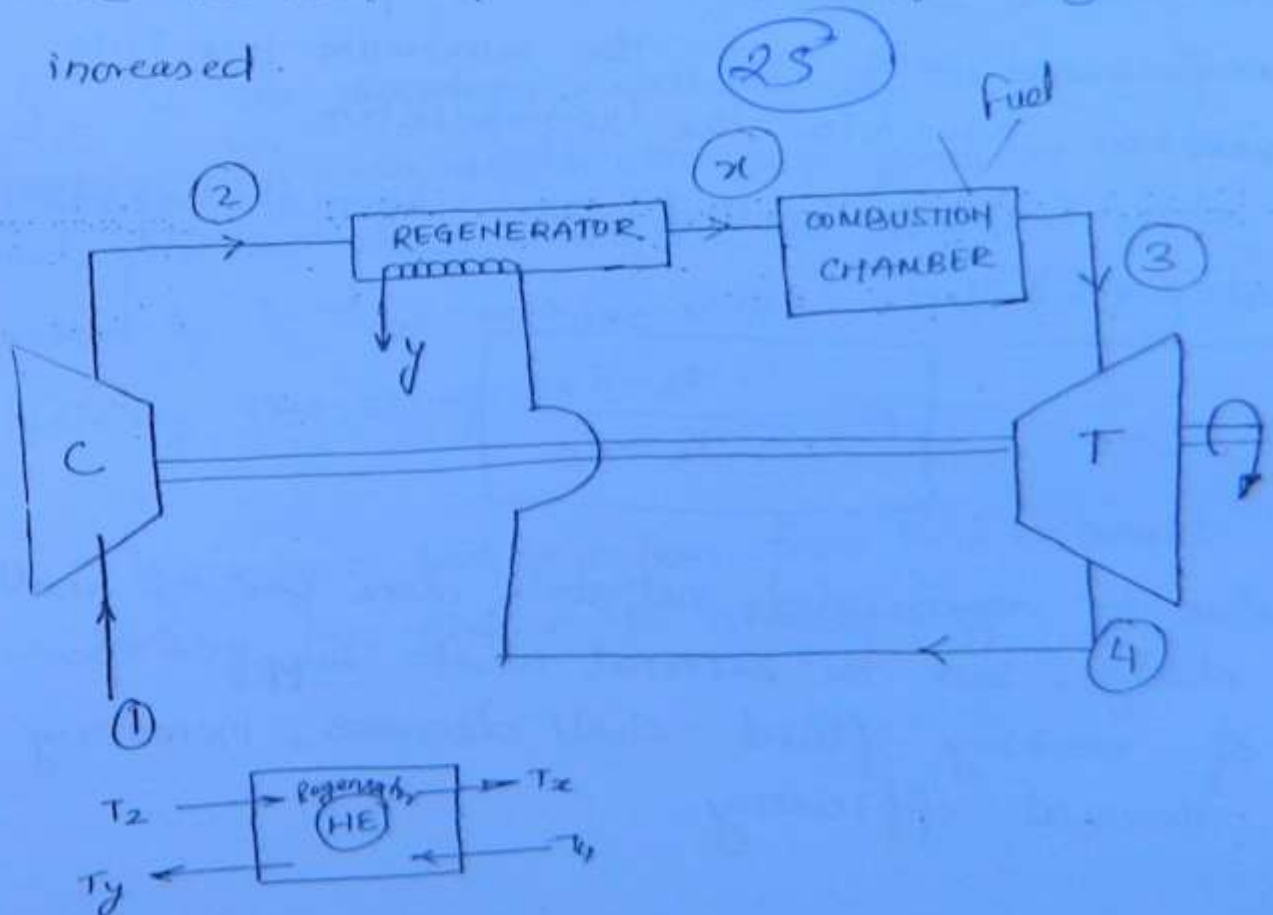 increased.
25
Fuel
2
x
REGENERATOR
COMBUSTION
CHAMBER
3
y
C
T
4
1
T2
Tx
HE
Ty